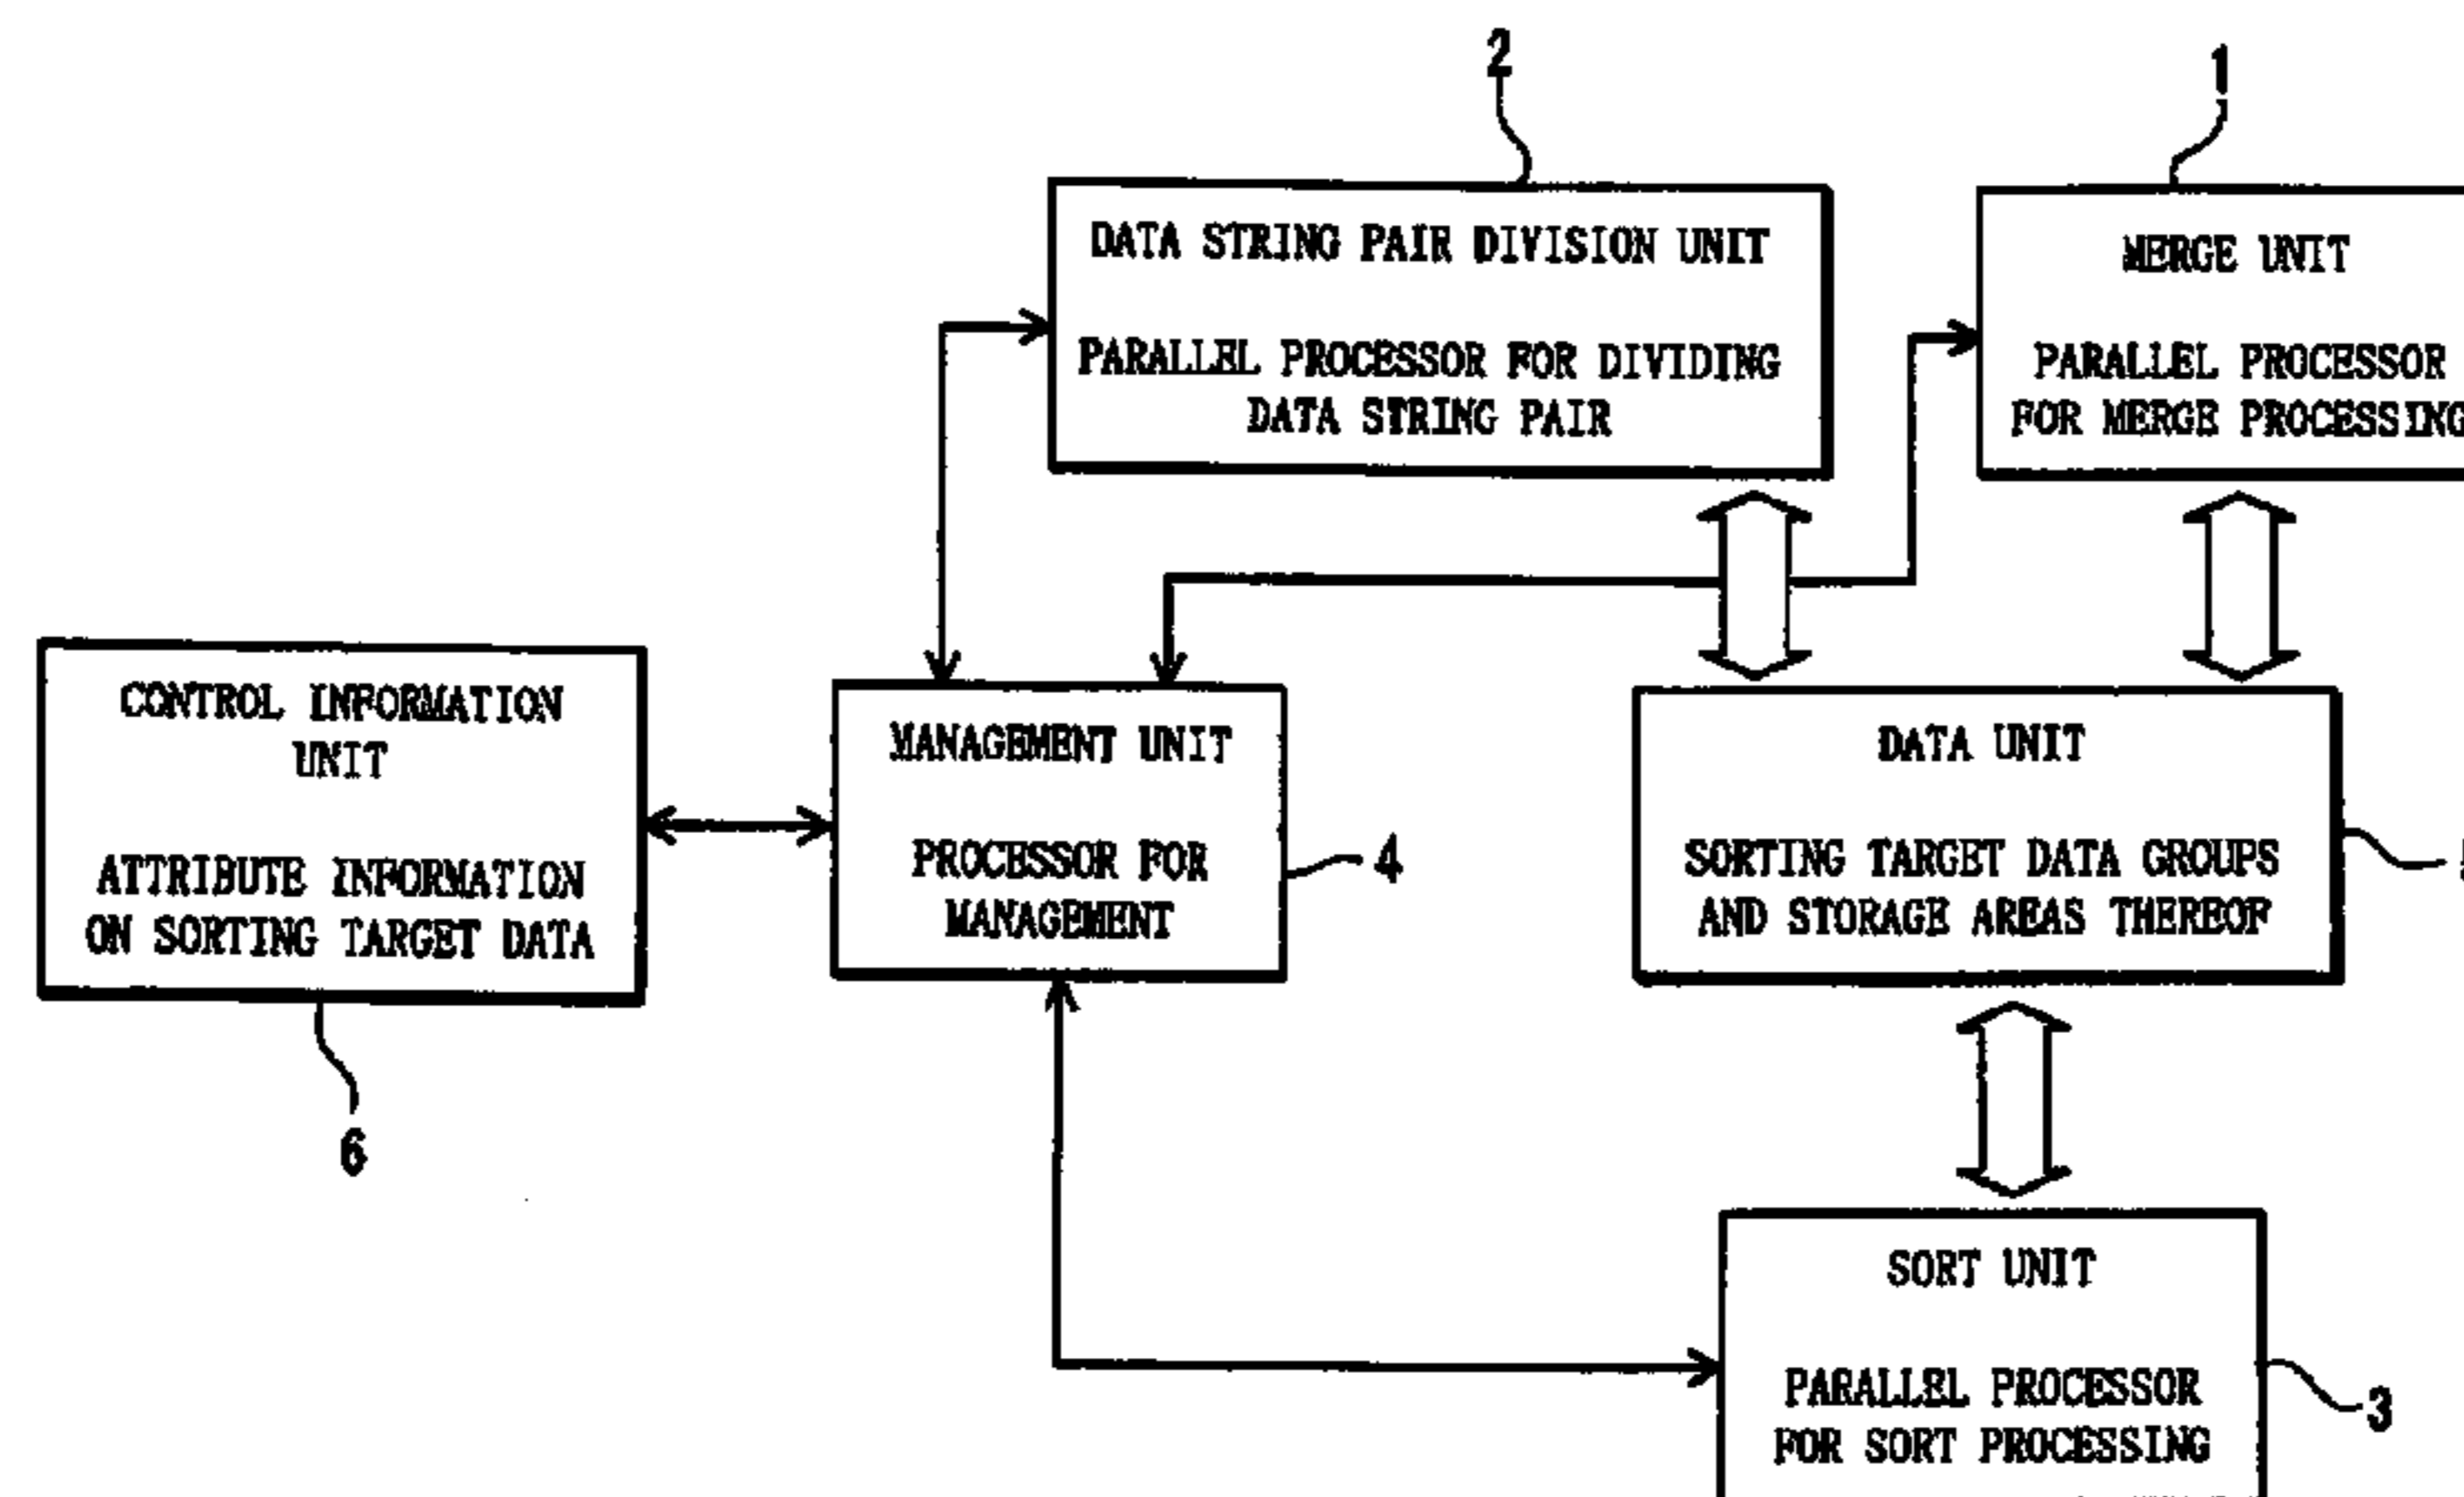 2
1
DATA STRING PAIR DIVISION UNIT
PARALLEL PROCESSOR FOR DIVIDING
DATA STRING PAIR
MERGE UNIT
PARALLEL PROCESSOR
FOR MERGE PROCESSING
CONTROL INFORMATION
UNIT
ATTRIBUTE INFORMATION
ON SORTING TARGET DATA
6
MANAGEMENT UNIT
PROCESSOR FOR
MANAGEMENT
4
DATA UNIT
SORTING TARGET DATA GROUPS
AND STORAGE AREAS THEREOF
SORT UNIT
PARALLEL PROCESSOR
FOR SORT PROCESSING
3